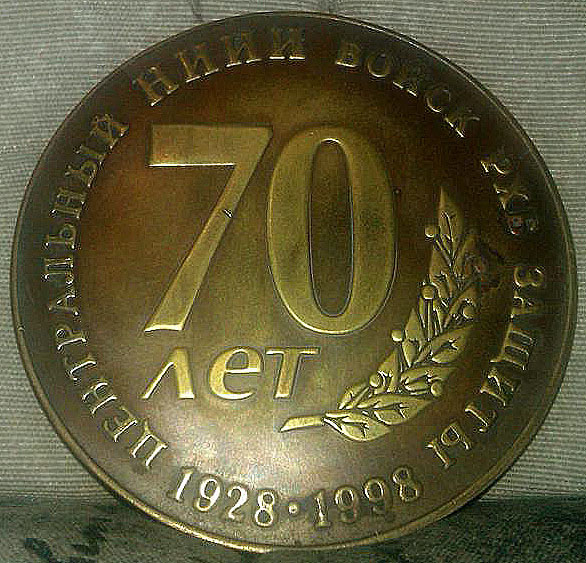 ЦЕНТРАЛЬНЫЙ НИИИ ВОЙСК РХБ ЗАЩИТЫ
70
лет
1928 · 1998